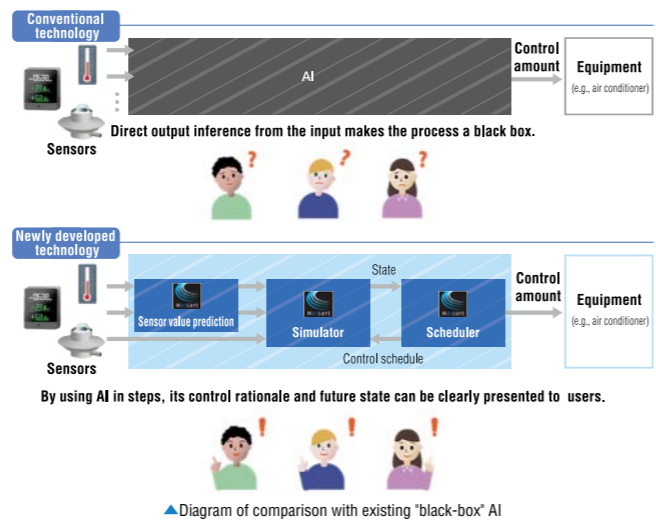 Conventional
technology
AI
Control
amount
Equipment
(e.g., air conditioner)
Direct output inference from the input makes the process a black box.
Sensors
? ? ?
Newly developed
technology
State
Sensor value prediction
Simulator
Scheduler
Control schedule
Control
amount
Equipment
(e.g., air conditioner)
Sensors
By using AI in steps, its control rationale and future state can be clearly presented to users.
! ! !
▲Diagram of comparison with existing "black-box" AI